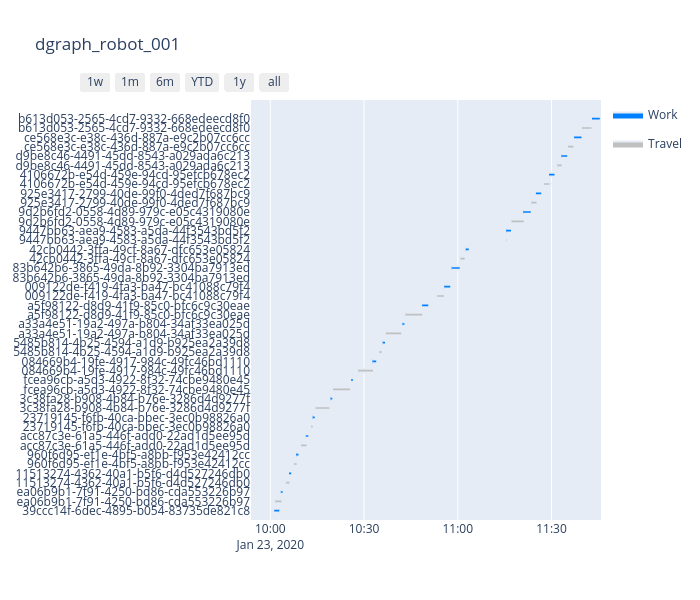 dgraph_robot_001
1w 1m 6m YTD 1y all
b613d053-2565-4cd7-9332-668edeecd8f0
b613d053-2565-4cd7-9332-668edeecd8f0
ce568e3c-e38c-436d-887a-e9c2b07cc6cc
ce568e3c-e38c-436d-887a-e9c2b07cc6cc
d9be8c46-4491-45dd-8543-a029ada6c213
d9be8c46-4491-45dd-8543-a029ada6c213
4106672b-e54d-459e-94cd-95efcb678ec2
4106672b-e54d-459e-94cd-95efcb678ec2
925e3417-2799-40de-99f0-4ded7f687bc9
925e3417-2799-40de-99f0-4ded7f687bc9
9d2b6fd2-0558-4d89-979c-e05c4319080e
9d2b6fd2-0558-4d89-979c-e05c4319080e
9447bb63-aea9-4583-a5da-44f3543bd5f2
9447bb63-aea9-4583-a5da-44f3543bd5f2
42cb0442-3ffa-49cf-8a67-dfc653e05824
42cb0442-3ffa-49cf-8a67-dfc653e05824
83b642b6-3865-49da-8b92-3304ba7913ed
83b642b6-3865-49da-8b92-3304ba7913ed
009122de-f419-4fa3-ba47-bc41088c79f4
009122de-f419-4fa3-ba47-bc41088c79f4
a5f98122-d8d9-41f9-85c0-bfc6c9c30eae
a5f98122-d8d9-41f9-85c0-bfc6c9c30eae
a33a4e51-19a2-497a-b804-34af33ea025d
a33a4e51-19a2-497a-b804-34af33ea025d
5485b814-4b25-4594-a1d9-b925ea2a39d8
5485b814-4b25-4594-a1d9-b925ea2a39d8
084669b4-19fe-4917-984c-49fc46bd1110
084669b4-19fe-4917-984c-49fc46bd1110
fcea96cb-a5d3-4922-8f32-74cbe9480e45
fcea96cb-a5d3-4922-8f32-74cbe9480e45
3c38fa28-b908-4b84-b76e-3286d4d9277f
3c38fa28-b908-4b84-b76e-3286d4d9277f
23719145-f6fb-40ca-bbec-3ec0b98826a0
23719145-f6fb-40ca-bbec-3ec0b98826a0
acc87c3e-61a5-446f-add0-22ad1d5ee95d
acc87c3e-61a5-446f-add0-22ad1d5ee95d
960f6d95-ef1e-4bf5-a8bb-f953e42412cc
960f6d95-ef1e-4bf5-a8bb-f953e42412cc
11513274-4362-40a1-b5f6-d4d527246db0
11513274-4362-40a1-b5f6-d4d527246db0
ea06b9b1-7f91-4250-bd86-cda553226b97
ea06b9b1-7f91-4250-bd86-cda553226b97
39ccc14f-6dec-4895-b054-83735de821c8
10:00 10:30 11:00 11:30
Jan 23, 2020
Work
Travel